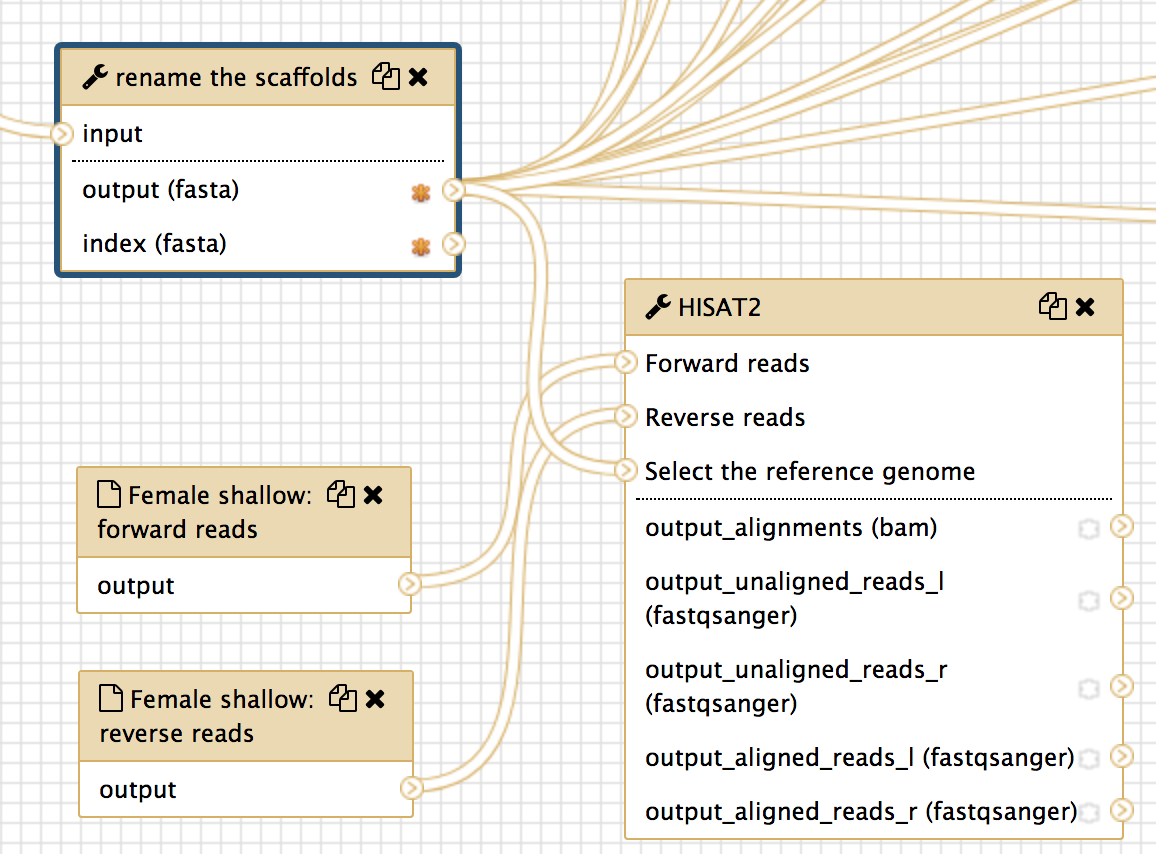 rename the scaffolds
input
output (fasta)
index (fasta)
HISAT2
Forward reads
Reverse reads
Select the reference genome
output_alignments (bam)
output_unaligned_reads_l
(fastqsanger)
output_unaligned_reads_r
(fastqsanger)
output_aligned_reads_l (fastqsanger)
output_aligned_reads_r (fastqsanger)
Female shallow:
forward reads
output
Female shallow:
reverse reads
output